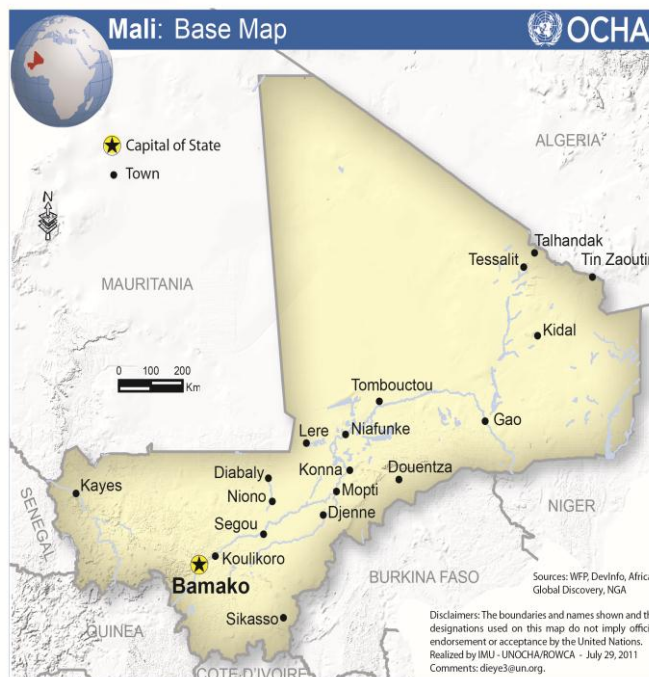 Mali: Base Map
OCHA
Capital of State
Town
N
ALGERIA
MAURITANIA
Talhandak
Tessalit
Tin Zaoutin
Kidal
0 100 200
Km
Tombouctou
Gao
Lere
Niafunke
Diabaly
Konna
Douentza
Kayes
Niono
Mopti
Djenne
NIGER
SENEGAL
Segou
Koulikoro
Bamako
BURKINA FASO
Sikasso
GUINEA
COTE D'IVOIRE
Sources: WFP, DevInfo, Africa
Global Discovery, NGA
Disclaimers: The boundaries and names shown and th
designations used on this map do not imply offici
endorsement or acceptance by the United Nations.
Realized by IMU - UNOCHA/ROWCA - July 29, 2011
Comments: dieye3@un.org.